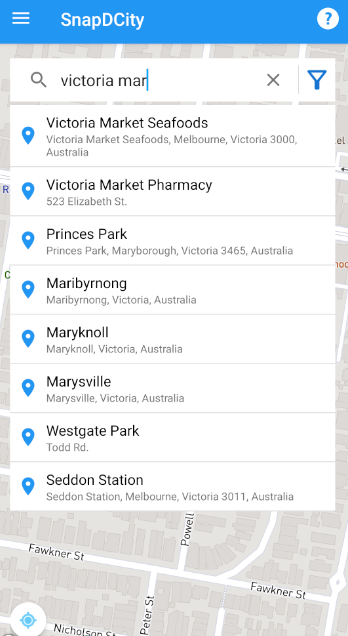 SnapDCity
?
victoria mar
Victoria Market Seafoods
Victoria Market Seafoods, Melbourne, Victoria 3000,
Australia
Victoria Market Pharmacy
523 Elizabeth St.
Princes Park
Princes Park, Maryborough, Victoria 3465, Australia
Maribyrnong
Maribyrnong, Victoria, Australia
Maryknoll
Maryknoll, Victoria, Australia
Marysville
Marysville, Victoria, Australia
Westgate Park
Todd Rd.
Seddon Station
Seddon Station, Melbourne, Victoria 3011, Australia
Powell
Fawkner St
Fawkner St
Nicholson St
Peter St